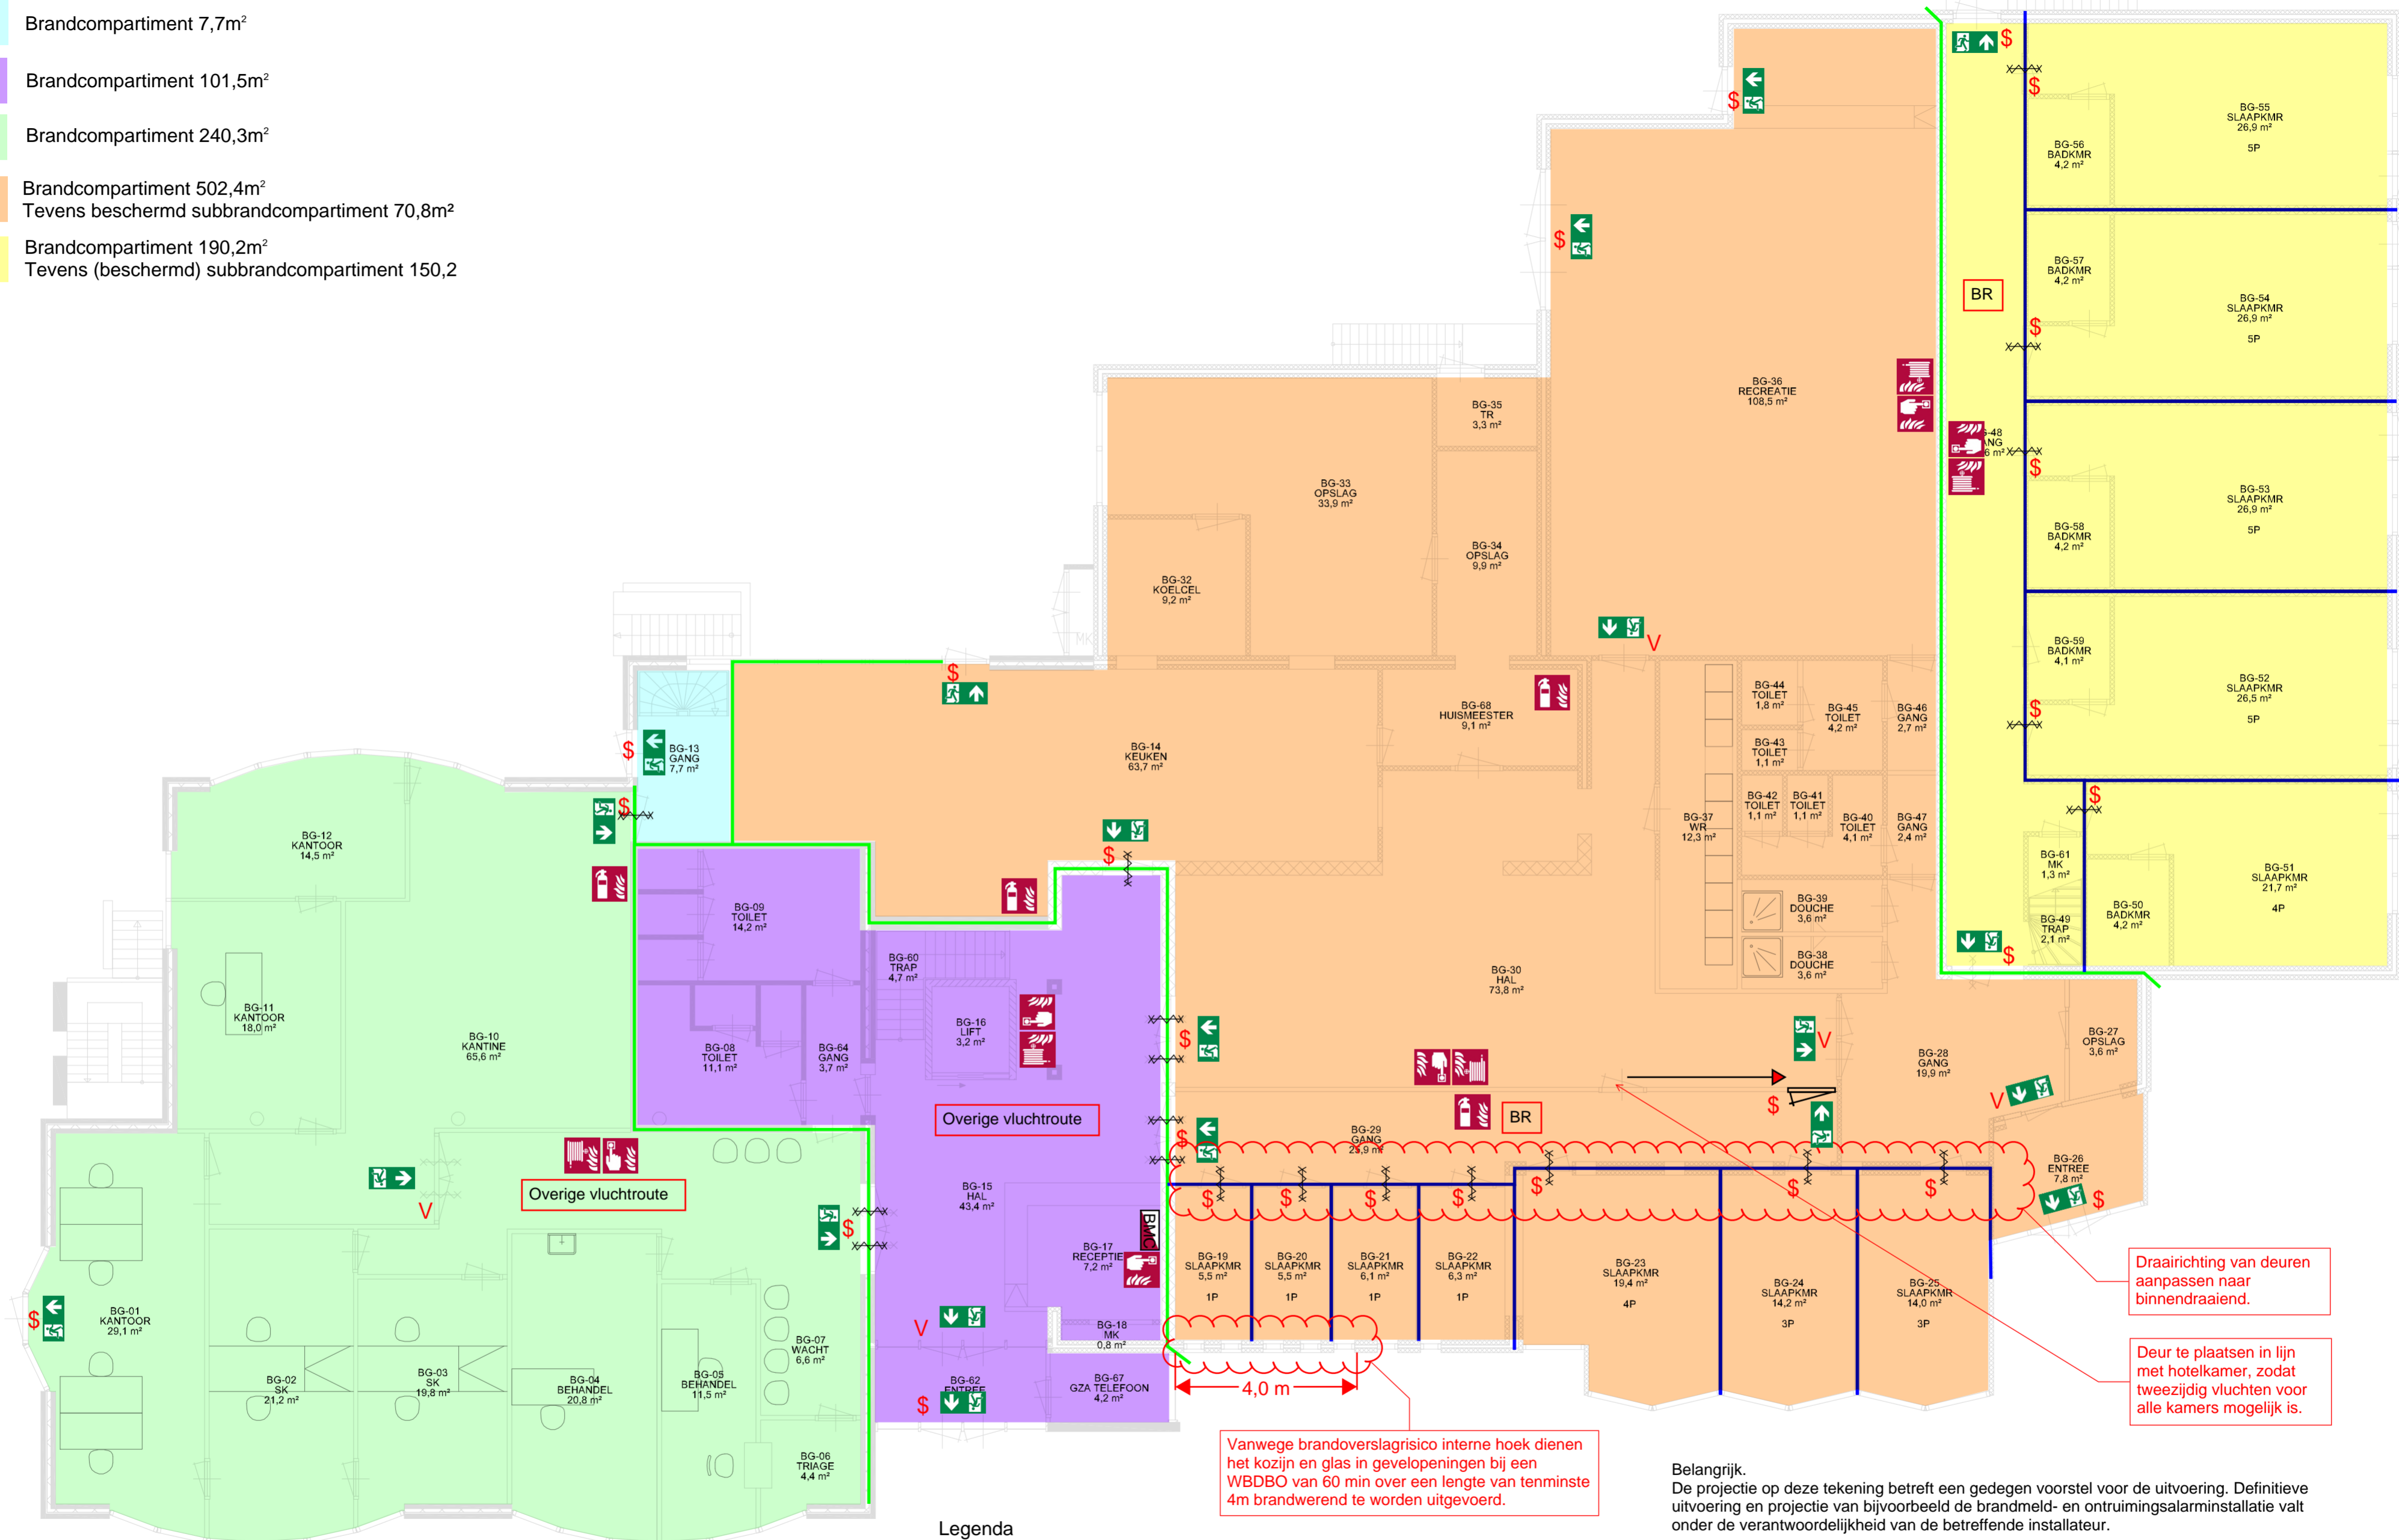 Brandcompartiment 7,7m²
Brandcompartiment 101,5m²
Brandcompartiment 240,3m²
Brandcompartiment 502,4m²
Tevens beschermd subbrandcompartiment 70,8m²
Brandcompartiment 190,2m²
Tevens (beschermd) subbrandcompartiment 150,2
$
$
$
BG-55
SLAAPKMR
26,9 m²
5P
BG-56
BADKMR
4,2 m²
$
BG-57
BADKMR
4,2 m²
BR
BG-54
SLAAPKMR
26,9 m²
5P
$
BG-36
RECREATIE
108,5 m²
BG-35
TR
3,3 m²
$
BG-53
SLAAPKMR
26,9 m²
5P
BG-33
OPSLAG
33,9 m²
BG-58
BADKMR
4,2 m²
BG-34
OPSLAG
9,9 m²
BG-32
KOELCEL
9,2 m²
MK
V
BG-59
BADKMR
4,1 m²
BG-52
SLAAPKMR
26,5 m²
5P
$
$
BG-44
TOILET
1,8 m²
BG-45
TOILET
4,2 m²
BG-46
GANG
2,7 m²
BG-68
HUISMEESTER
9,1 m²
BG-43
TOILET
1,1 m²
$
BG-13
GANG
7,7 m²
BG-14
KEUKEN
63,7 m²
$
$
BG-42
TOILET
1,1 m²
BG-41
TOILET
1,1 m²
BG-37
WR
12,3 m²
BG-40
TOILET
4,1 m²
BG-47
GANG
2,4 m²
BG-12
KANTOOR
14,5 m²
$
BG-61
MK
1,3 m²
BG-51
SLAAPKMR
21,7 m²
4P
BG-09
TOILET
14,2 m²
BG-39
DOUCHE
3,6 m²
BG-50
BADKMR
4,2 m²
BG-49
TRAP
2,1 m²
$
BG-60
TRAP
4,7 m²
BG-38
DOUCHE
3,6 m²
BG-30
HAL
73,8 m²
BG-11
KANTOOR
18,0 m²
BG-16
LIFT
3,2 m²
BG-10
KANTINE
65,6 m²
BG-08
TOILET
11,1 m²
BG-64
GANG
3,7 m²
$
V
BG-27
OPSLAG
3,6 m²
BG-28
GANG
19,9 m²
$
V
Overige vluchtroute
BR
BG-29
GANG
23,9 m²
$
BG-26
ENTREE
7,8 m²
$
Overige vluchtroute
V
BG-15
HAL
43,4 m²
$
$
$
$
$
$
$
$
BMC
BG-17
RECEPTIE
7,2 m²
BG-19
SLAAPKMR
5,5 m²
1P
BG-20
SLAAPKMR
5,5 m²
1P
BG-21
SLAAPKMR
6,1 m²
1P
BG-22
SLAAPKMR
6,3 m²
1P
BG-23
SLAAPKMR
19,4 m²
4P
BG-24
SLAAPKMR
14,2 m²
3P
BG-25
SLAAPKMR
14,0 m²
3P
Draairichting van deuren
aanpassen naar
binnendraaiend.
$
BG-01
KANTOOR
29,1 m²
V
BG-18
MK
0,8 m²
BG-07
WACHT
6,6 m²
Deur te plaatsen in lijn
met hotelkamer, zodat
tweezijdig vluchten voor
alle kamers mogelijk is.
BG-02
SK
21,2 m²
BG-03
SK
19,8 m²
BG-04
BEHANDEL
20,8 m²
BG-05
BEHANDEL
11,5 m²
BG-62
ENTREE
$
BG-67
GZA TELEFOON
4,2 m²
4,0 m
BG-06
TRIAGE
4,4 m²
Vanwege brandoverslagrisico interne hoek dienen
het kozijn en glas in gevelopeningen bij een
WBDBO van 60 min over een lengte van tenminste
4m brandwerend te worden uitgevoerd.
Belangrijk.
De projectie op deze tekening betreft een gedegen voorstel voor de uitvoering. Definitieve
uitvoering en projectie van bijvoorbeeld de brandmeld- en ontruimingsalarminstallatie valt
onder de verantwoordelijkheid van de betreffende installateur.
Legenda